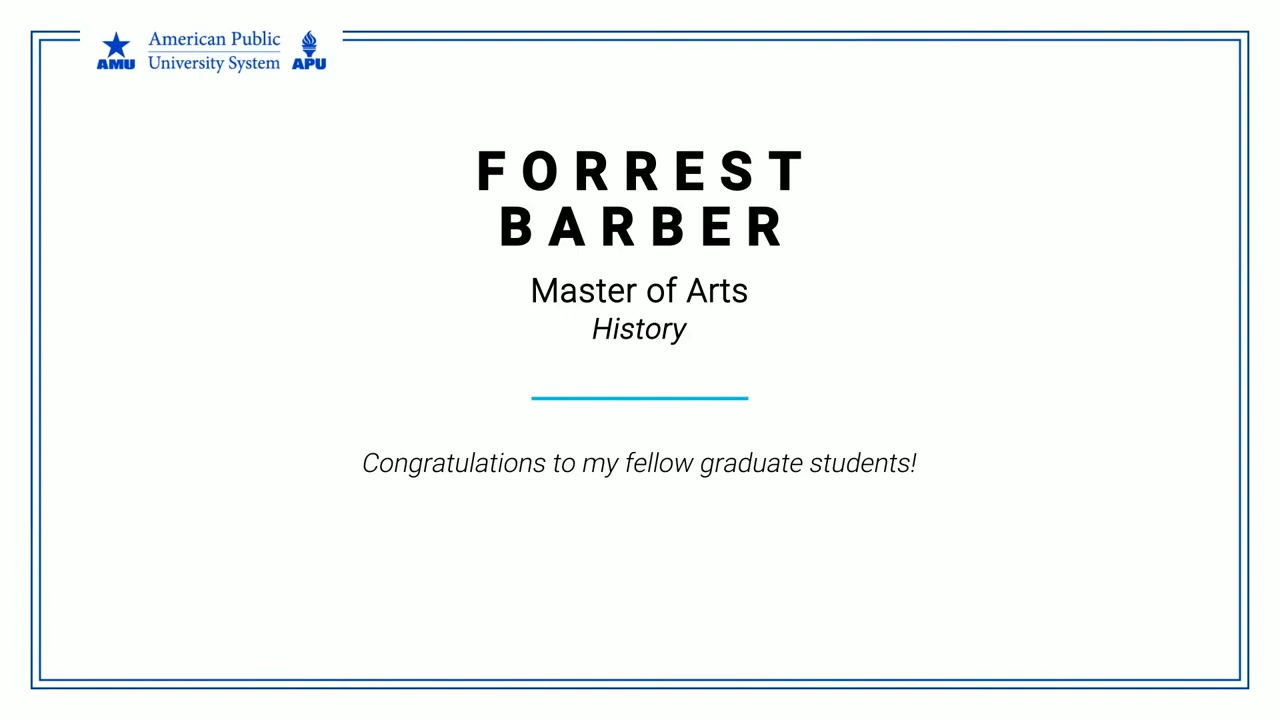 American Public
University System
AMU
APU
FORREST
BARBER
Master of Arts
History
Congratulations to my fellow graduate students!